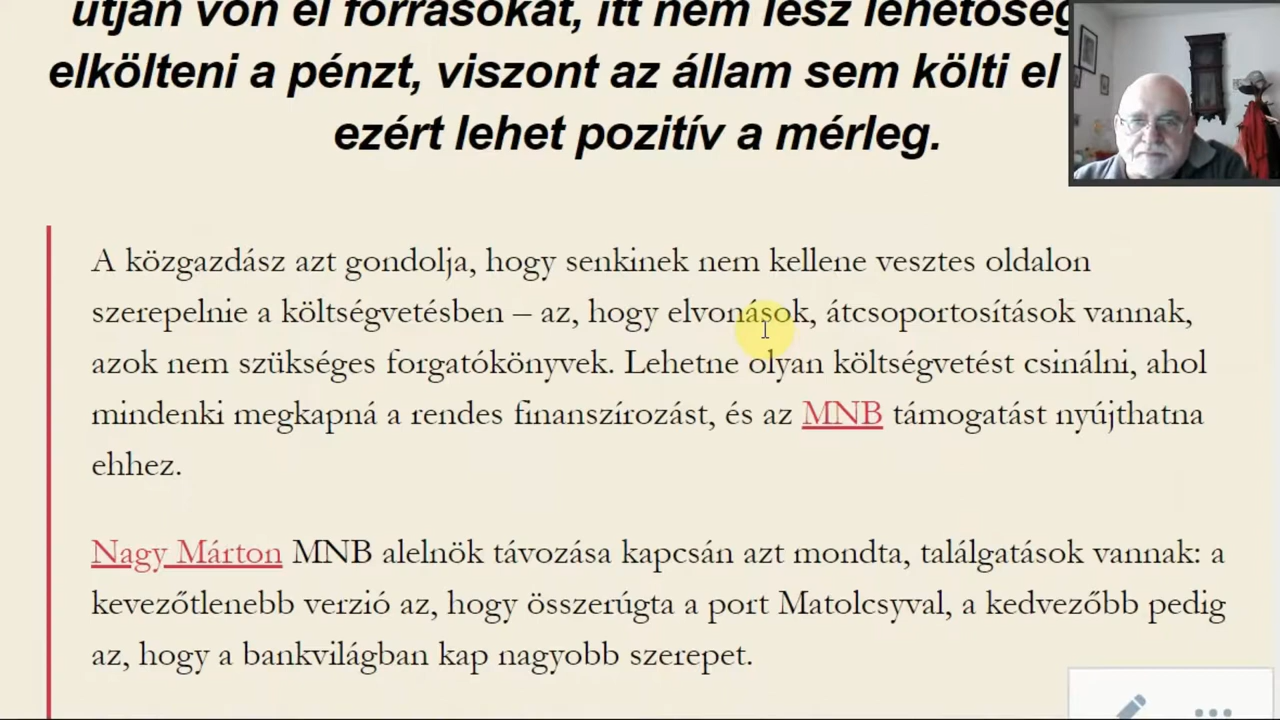 útján von el forrásokat, itt nem lesz lehetőség
elkölteni a pénzt, viszont az állam sem költi el
ezért lehet pozitív a mérleg.
A közgazdász azt gondolja, hogy senkinek nem kellene vesztes oldalon
szerepelnie a költségvetésben – az, hogy elvonások, átcsoportosítások vannak,
azok nem szükséges forgatókönyvek. Lehetne olyan költségvetést csinálni, ahol
mindenki megkapná a rendes finanszírozást, és az MNB támogatást nyújthatna
ehhez.
Nagy Márton MNB alelnök távozása kapcsán azt mondta, találgatások vannak: a
kevezőtlenebb verzió az, hogy összerúgta a port Matolcsyval, a kedvezőbb pedig
az, hogy a bankvilágban kap nagyobb szerepet.